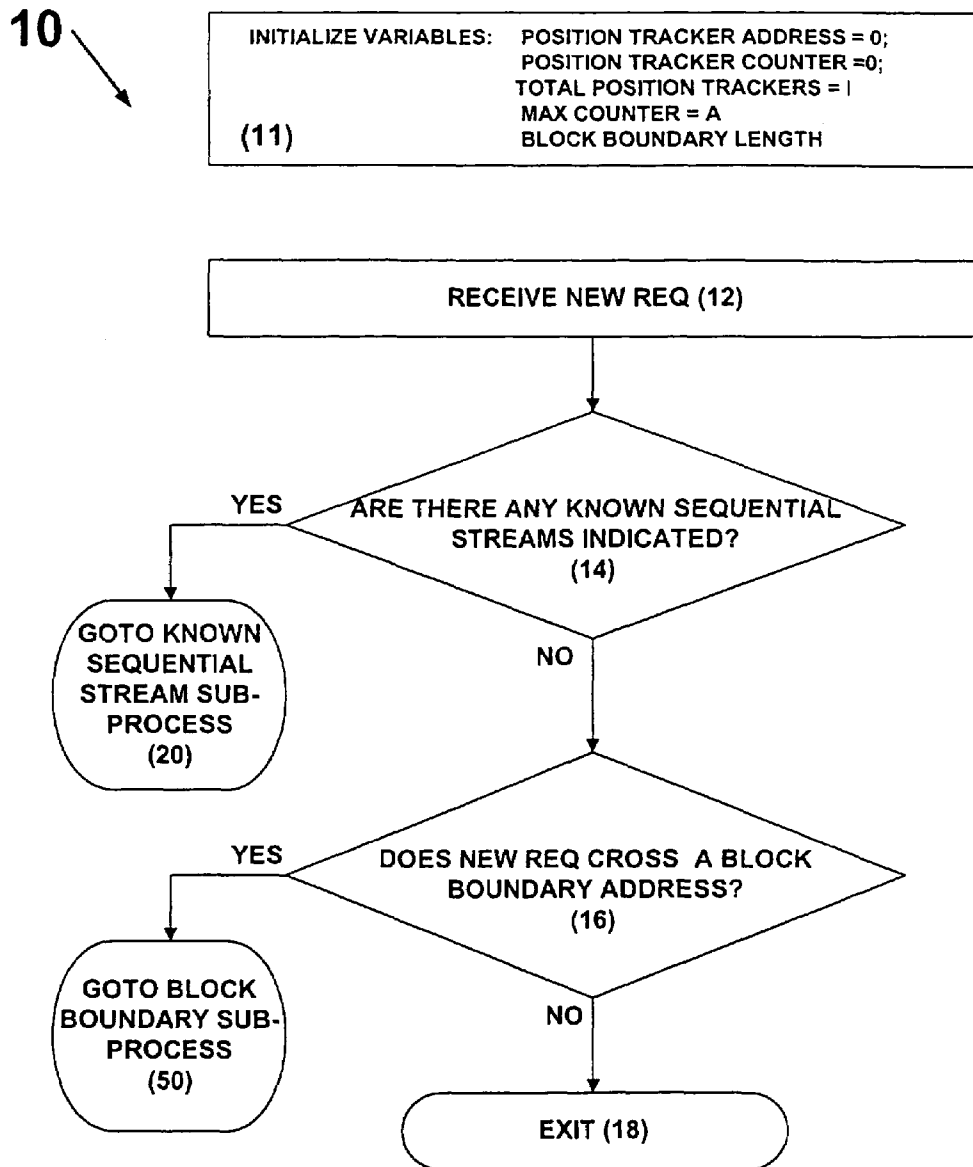 10
INITIALIZE VARIABLES: POSITION TRACKER ADDRESS = 0;
POSITION TRACKER COUNTER =0;
TOTAL POSITION TRACKERS = I
MAX COUNTER = A
(11) BLOCK BOUNDARY LENGTH
RECEIVE NEW REQ (12)
YES
ARE THERE ANY KNOWN SEQUENTIAL
STREAMS INDICATED?
(14)
GOTO KNOWN
SEQUENTIAL
STREAM SUB-
PROCESS
(20)
NO
YES
DOES NEW REQ CROSS A BLOCK
BOUNDARY ADDRESS?
(16)
GOTO BLOCK
BOUNDARY SUB-
PROCESS
(50)
NO
EXIT (18)